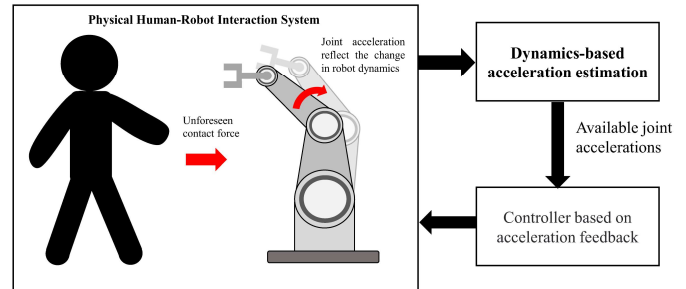 Physical Human-Robot Interaction System
Joint acceleration
reflect the change
in robot dynamics
Unforeseen
contact force
Dynamics-based
acceleration estimation
Available joint
accelerations
Controller based on
acceleration feedback